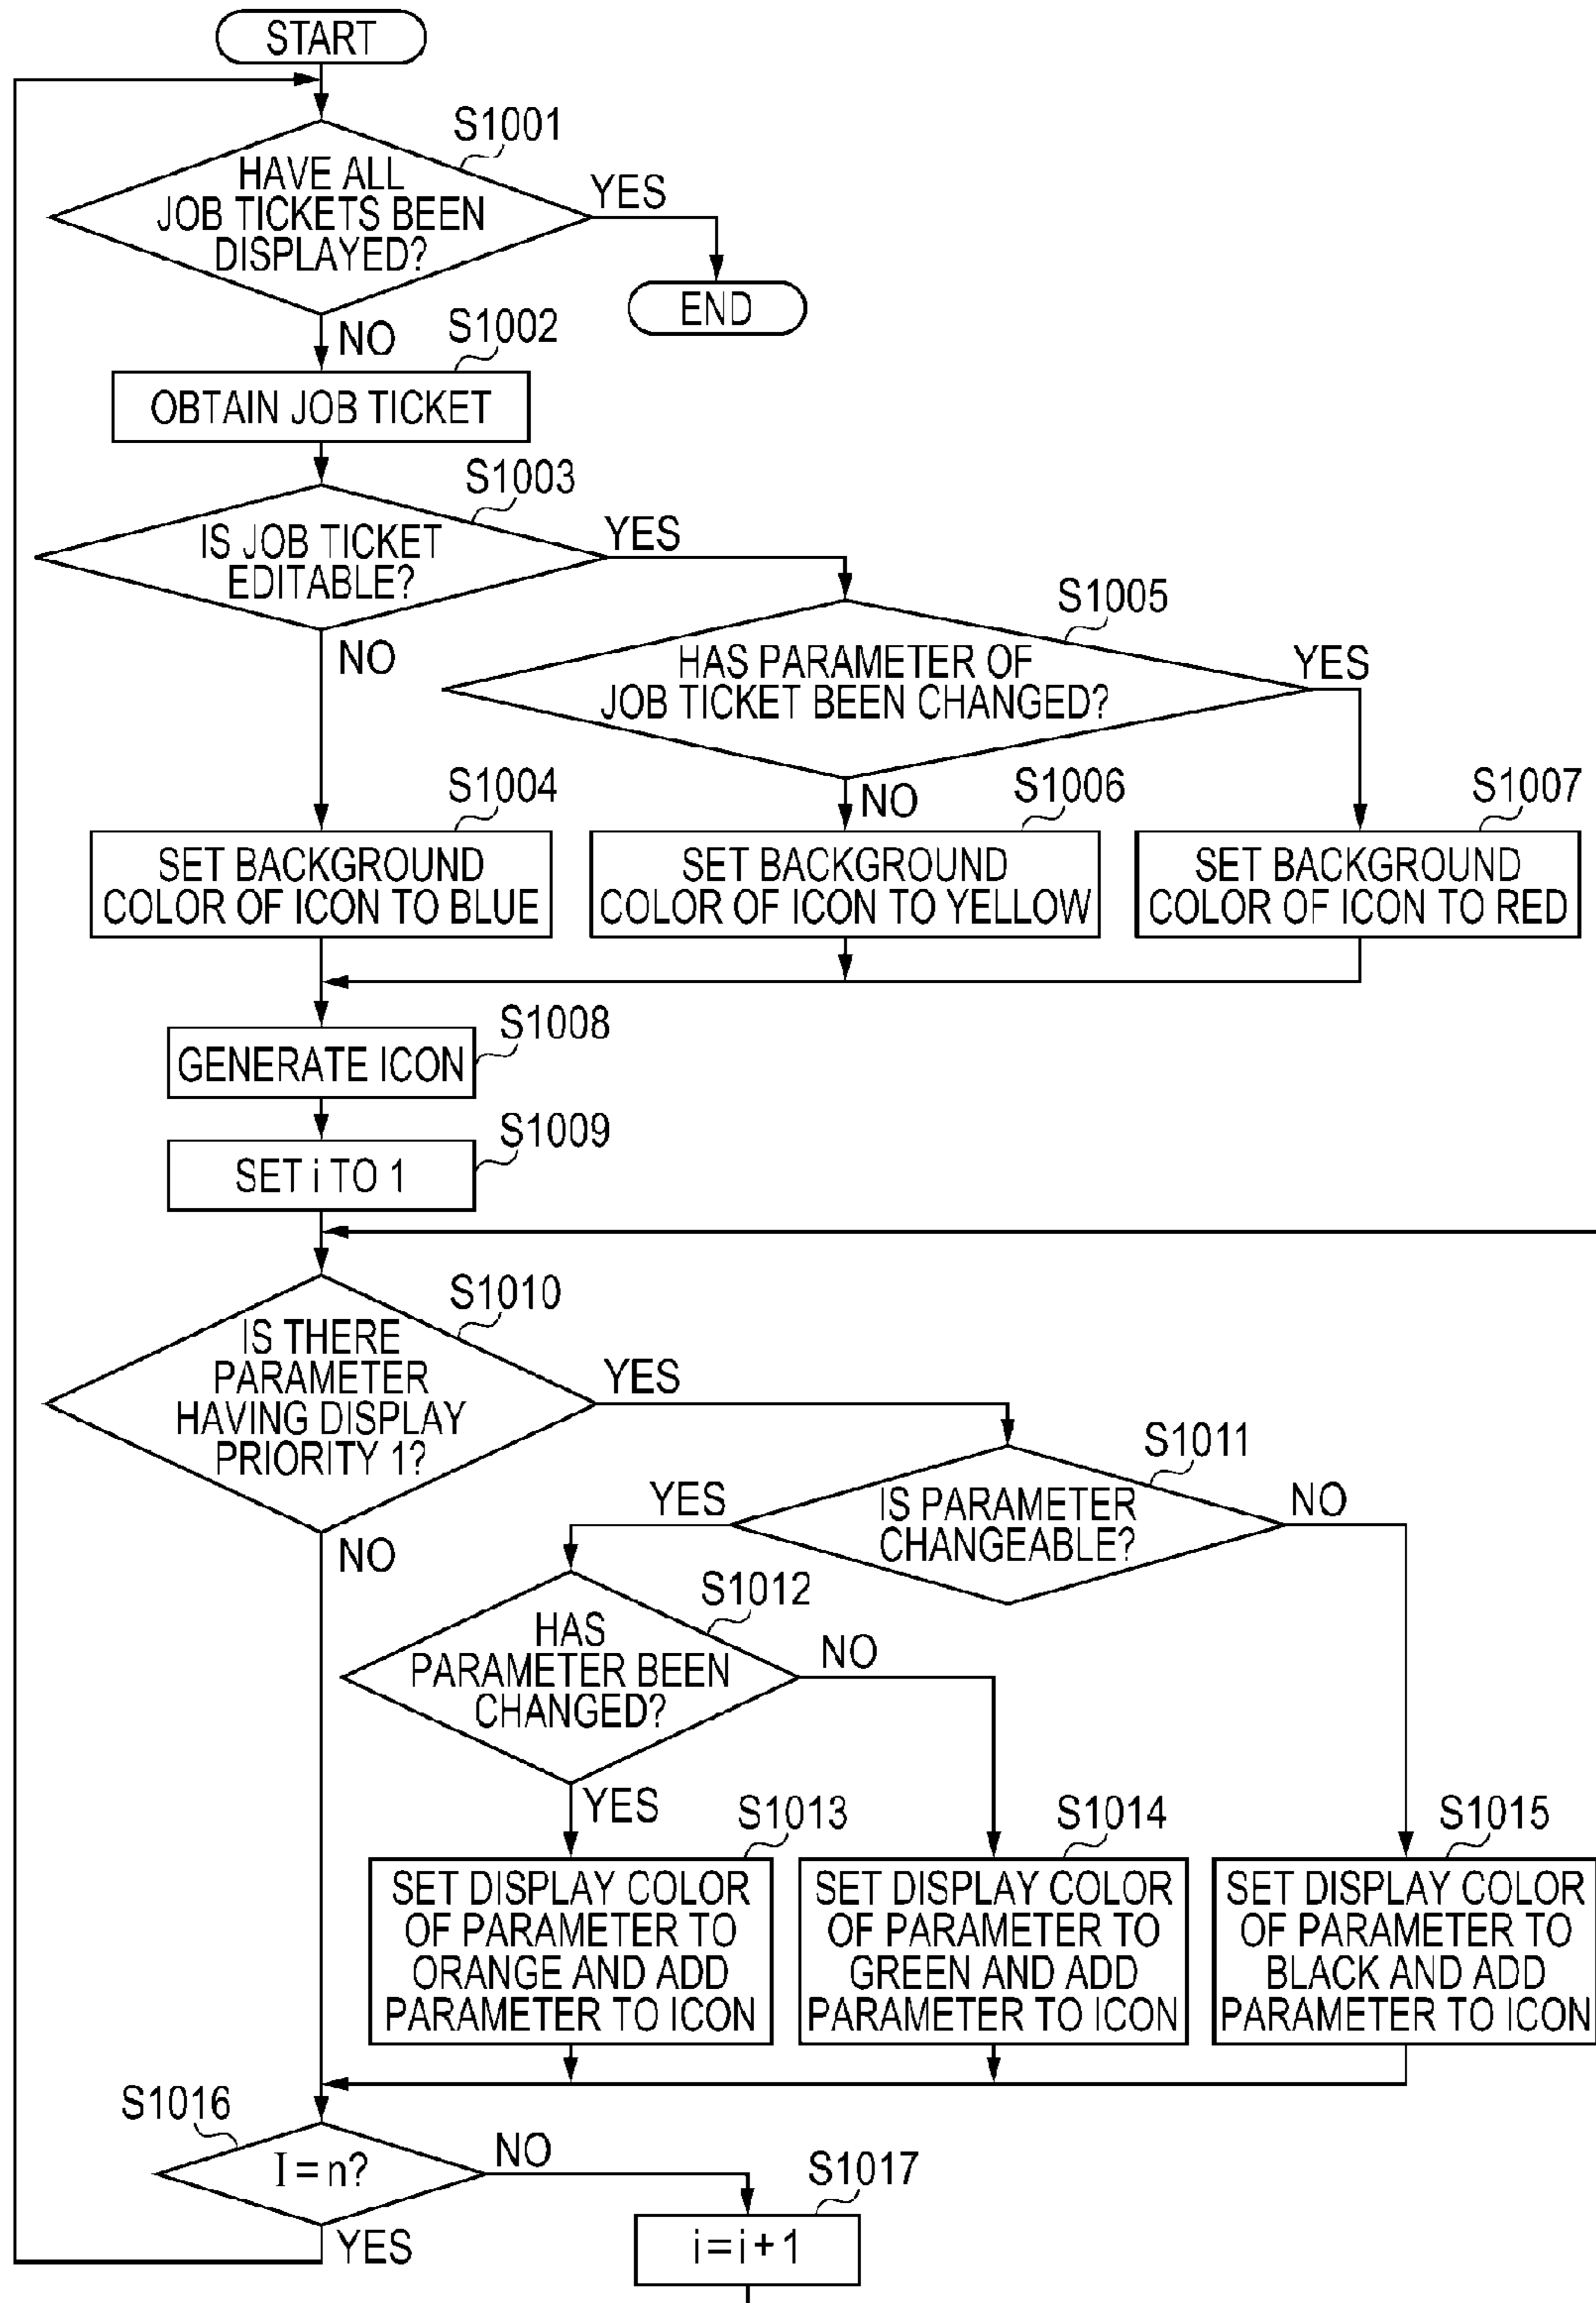 START
S1001
HAVE ALL
JOB TICKETS BEEN
DISPLAYED?
YES
END
NO
S1002
OBTAIN JOB TICKET
S1003
IS JOB TICKET
EDITABLE?
YES
NO
S1005
HAS PARAMETER OF
JOB TICKET BEEN CHANGED?
YES
NO
S1004
SET BACKGROUND
COLOR OF ICON TO BLUE
S1006
SET BACKGROUND
COLOR OF ICON TO YELLOW
S1007
SET BACKGROUND
COLOR OF ICON TO RED
S1008
GENERATE ICON
S1009
SET i TO 1
S1010
IS THERE
PARAMETER
HAVING DISPLAY
PRIORITY 1?
YES
NO
S1011
IS PARAMETER
CHANGEABLE?
YES
NO
S1012
HAS
PARAMETER BEEN
CHANGED?
NO
YES
S1013
SET DISPLAY COLOR
OF PARAMETER TO
ORANGE AND ADD
PARAMETER TO ICON
S1014
SET DISPLAY COLOR
OF PARAMETER TO
GREEN AND ADD
PARAMETER TO ICON
S1015
SET DISPLAY COLOR
OF PARAMETER TO
BLACK AND ADD
PARAMETER TO ICON
S1016
I = n?
NO
YES
S1017
i = i + 1